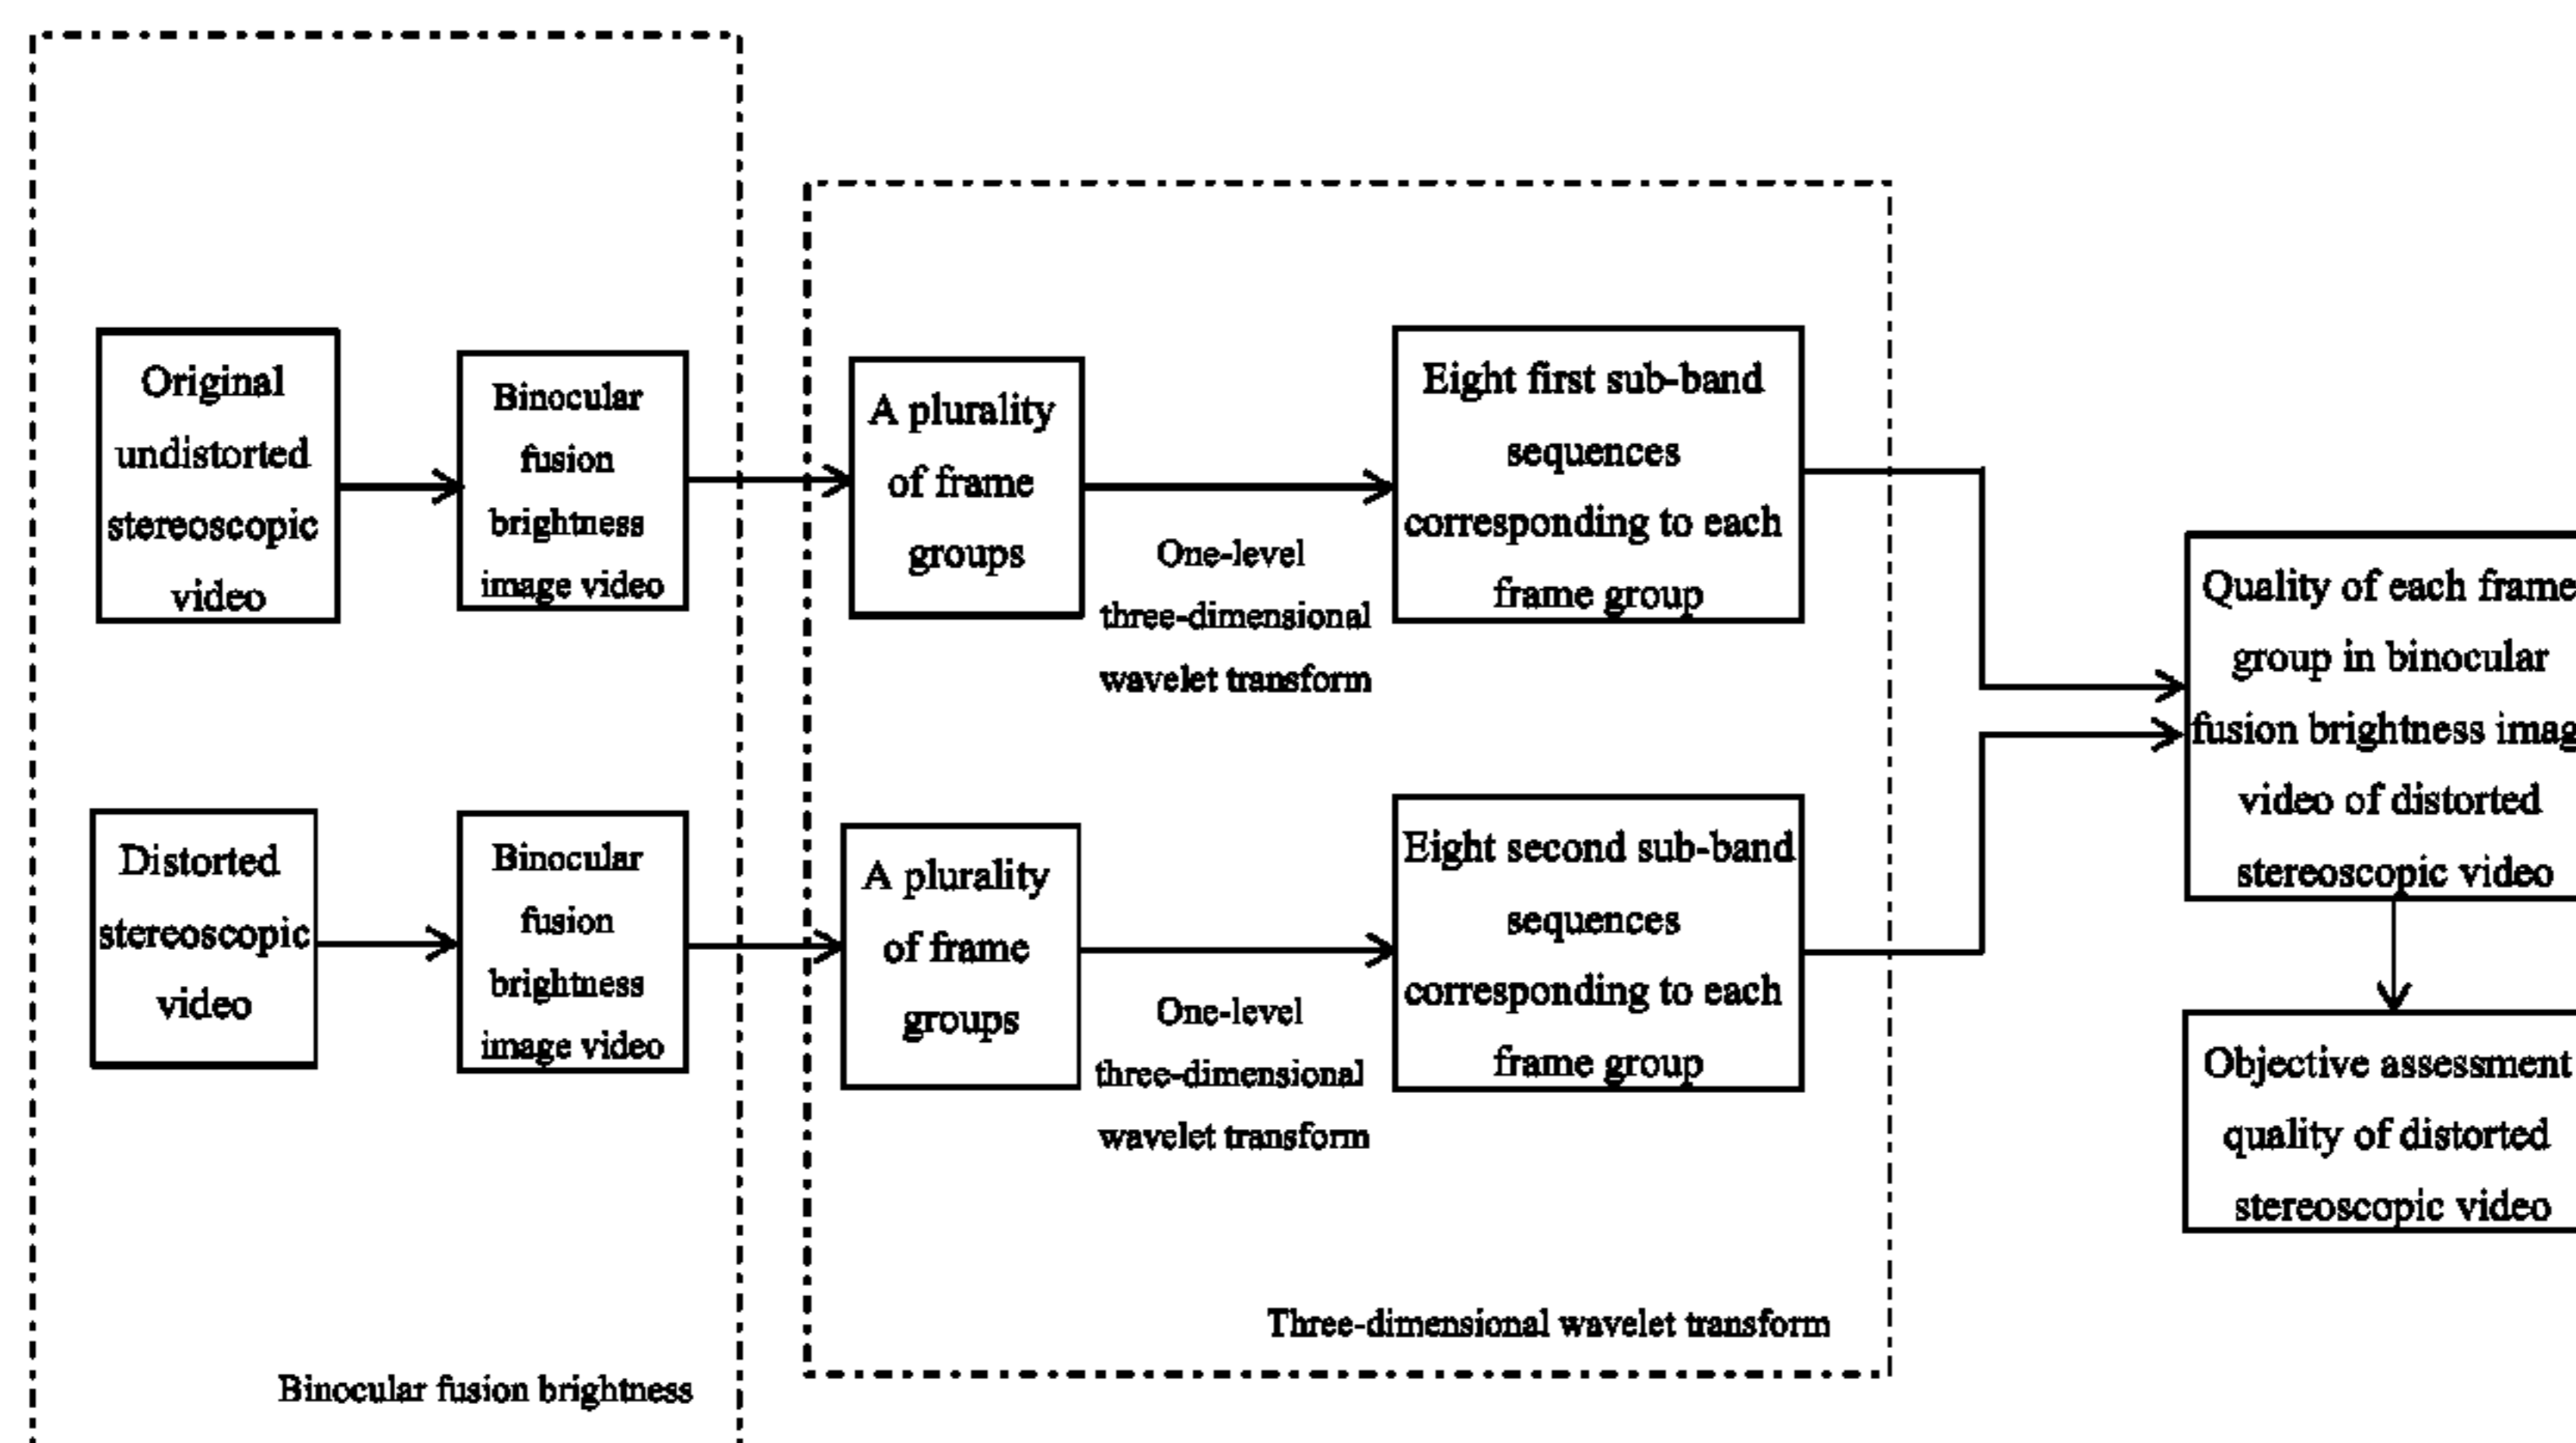 Original
undistorted
stereoscopic
video
Binocular
fusion
brightness
image video
A plurality
of frame
groups
One-level
three-dimensional
wavelet transform
Eight first sub-band
sequences
corresponding to each
frame group
Distorted
stereoscopic
video
Binocular
fusion
brightness
image video
A plurality
of frame
groups
One-level
three-dimensional
wavelet transform
Eight second sub-band
sequences
corresponding to each
frame group
Quality of each frame
group in binocular
fusion brightness imag
video of distorted
stereoscopic video
Objective assessment
quality of distorted
stereoscopic video
Three-dimensional wavelet transform
Binocular fusion brightness